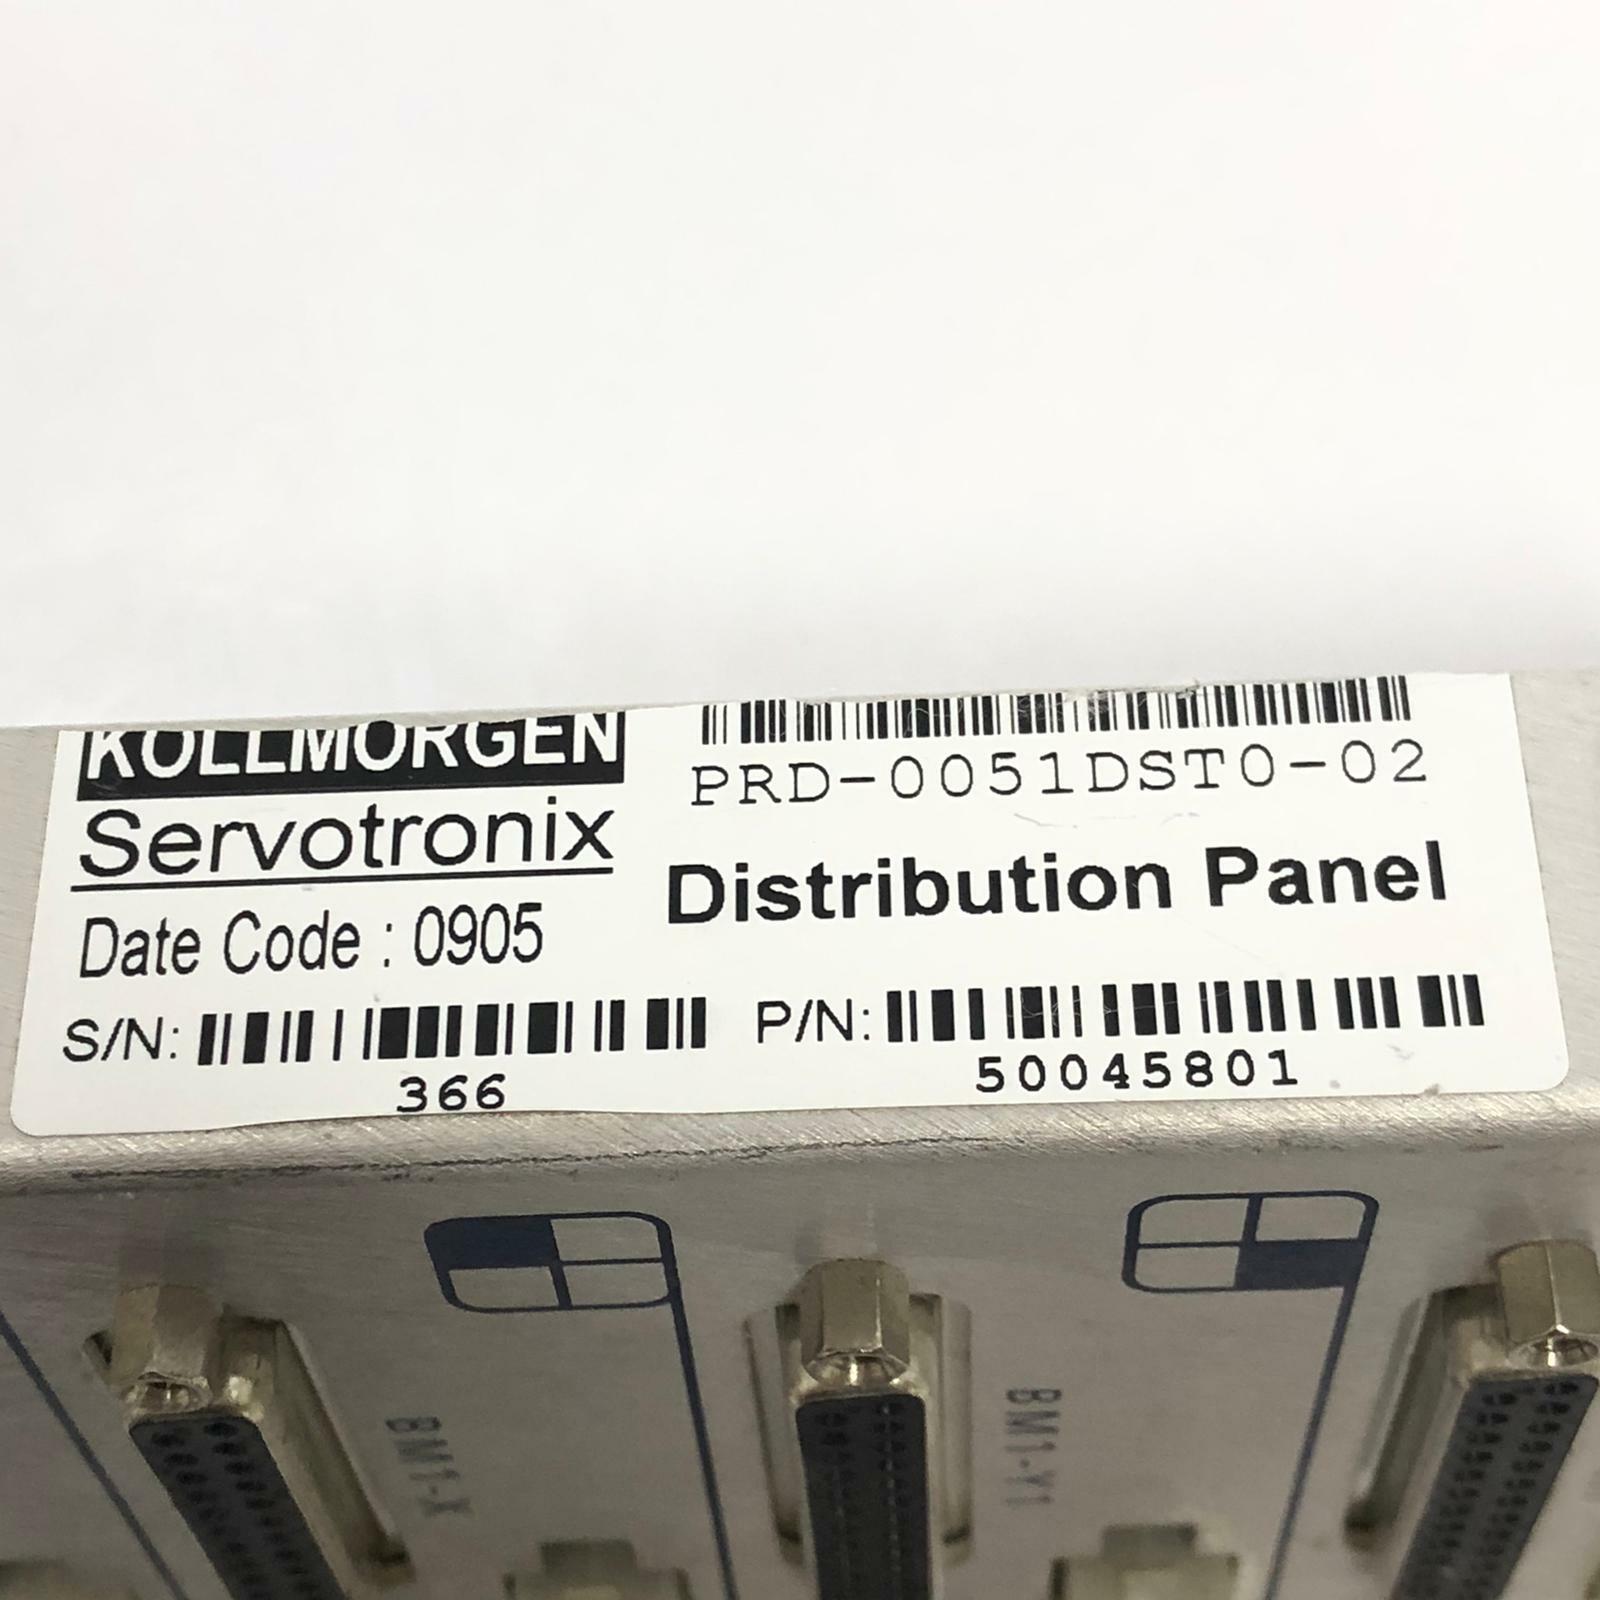 KOLLMORGEN
Servotronix
Date Code : 0905
S/N:
366
PRD-0051DST0-02
Distribution Panel
P/N:
50045801
BM1-X
BM1-Y1